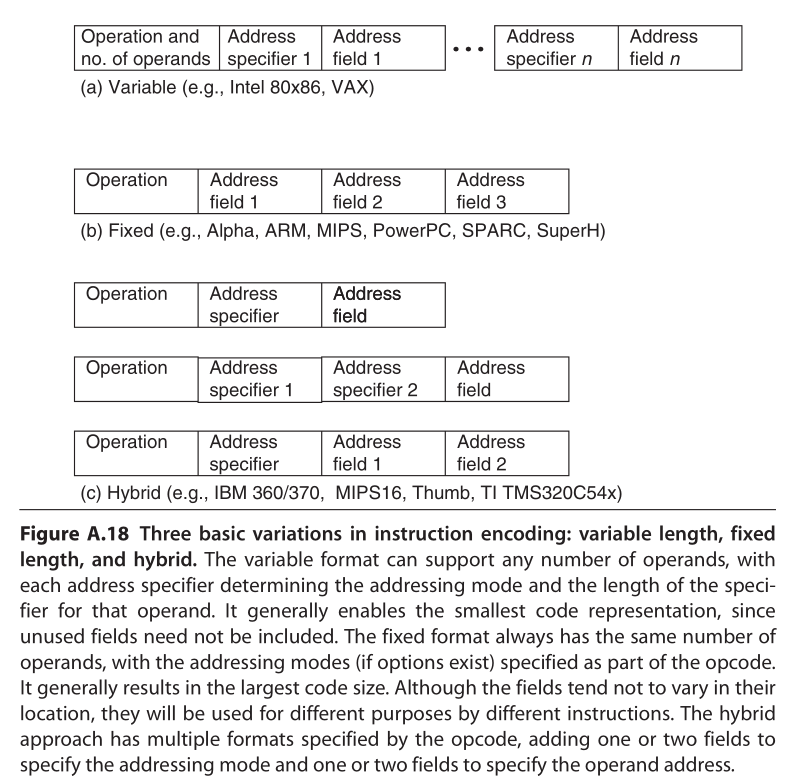 Operation and no. of operands Address specifier 1 Address field 1 • • • Address specifier n Address field n
(a) Variable (e.g., Intel 80x86, VAX)
Operation Address field 1 Address field 2 Address field 3
(b) Fixed (e.g., Alpha, ARM, MIPS, PowerPC, SPARC, SuperH)
Operation Address specifier Address field
Operation Address specifier 1 Address specifier 2 Address field
Operation Address specifier Address field 1 Address field 2
(c) Hybrid (e.g., IBM 360/370, MIPS16, Thumb, TI TMS320C54x)
Figure A.18 Three basic variations in instruction encoding: variable length, fixed
length, and hybrid. The variable format can support any number of operands, with
each address specifier determining the addressing mode and the length of the speci-
fier for that operand. It generally enables the smallest code representation, since
unused fields need not be included. The fixed format always has the same number of
operands, with the addressing modes (if options exist) specified as part of the opcode.
It generally results in the largest code size. Although the fields tend not to vary in their
location, they will be used for different purposes by different instructions. The hybrid
approach has multiple formats specified by the opcode, adding one or two fields to
specify the addressing mode and one or two fields to specify the operand address.